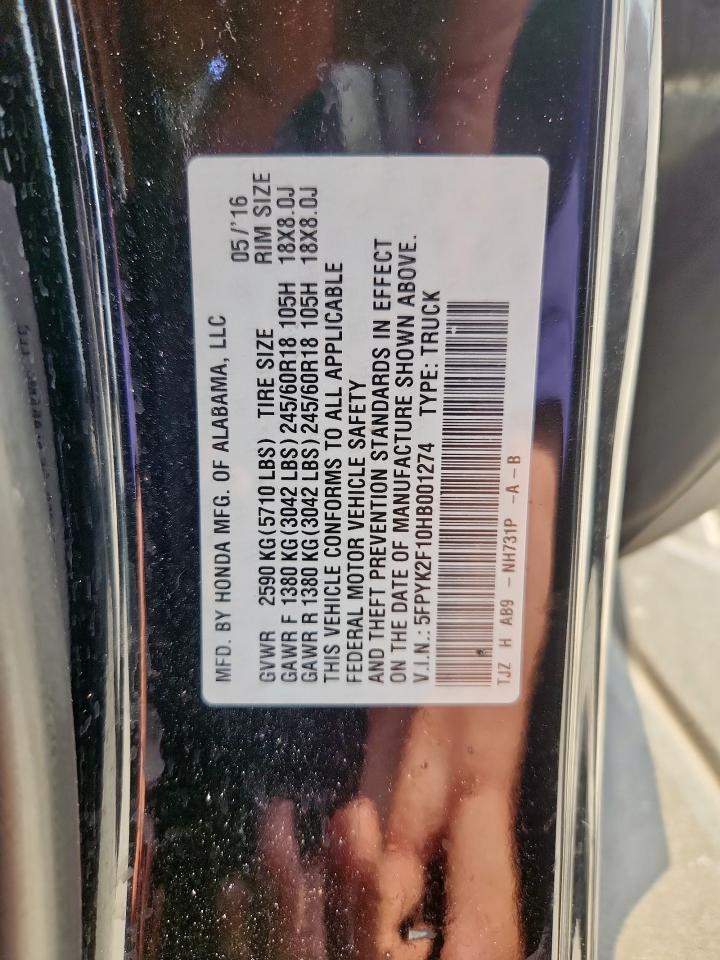 MFD. BY HONDA MFG. OF ALABAMA, LLC 05/'16
GVWR 2590 KG(5710 LBS) TIRE SIZE RIM SIZE
GAWR F 1380 KG(3042 LBS)245/60R18 105H 18X8.0J
GAWR R 1380 KG(3042 LBS)245/60R18 105H 18X8.0J
THIS VEHICLE CONFORMS TO ALL APPLICABLE
FEDERAL MOTOR VEHICLE SAFETY
AND THEFT PREVENTION STANDARDS IN EFFECT
ON THE DATE OF MANUFACTURE SHOWN ABOVE.
V.I.N.: 5FPYK2F10HB001274 TYPE: TRUCK
TJZ H AB9 -NH731P -A -B